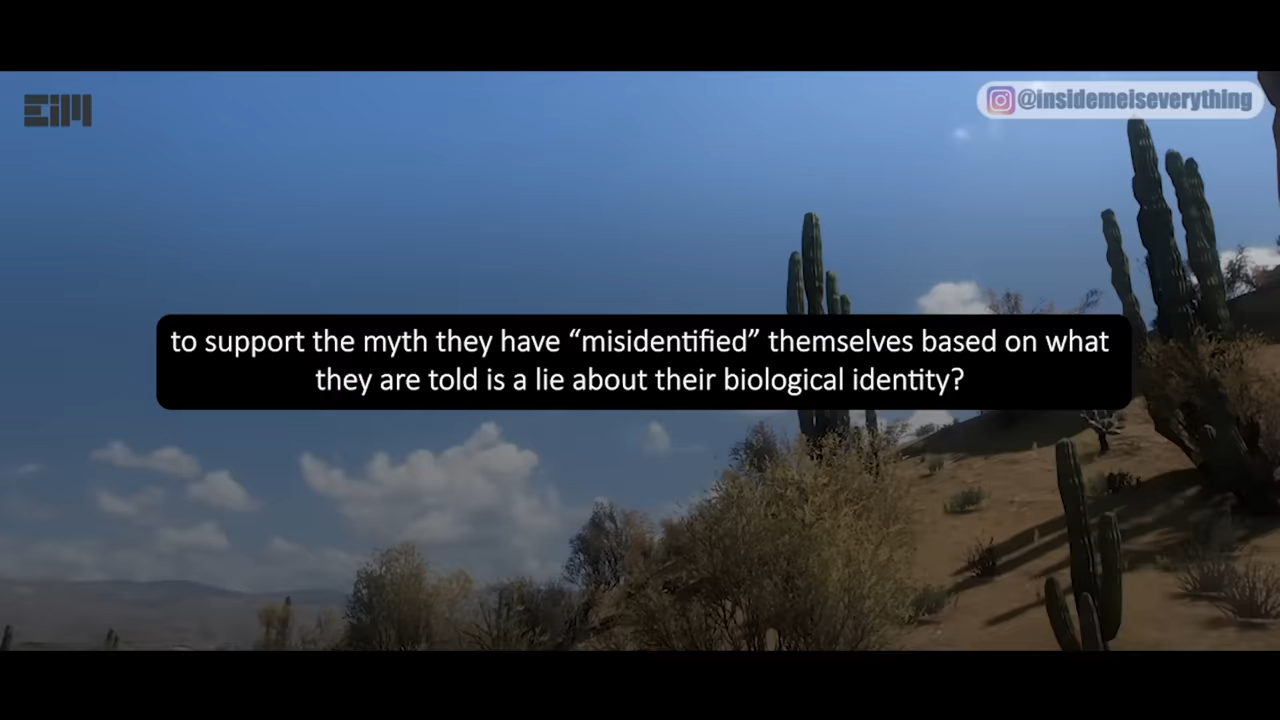 EiM
@insidemeiseverything
to support the myth they have “misidentified” themselves based on what
they are told is a lie about their biological identity?